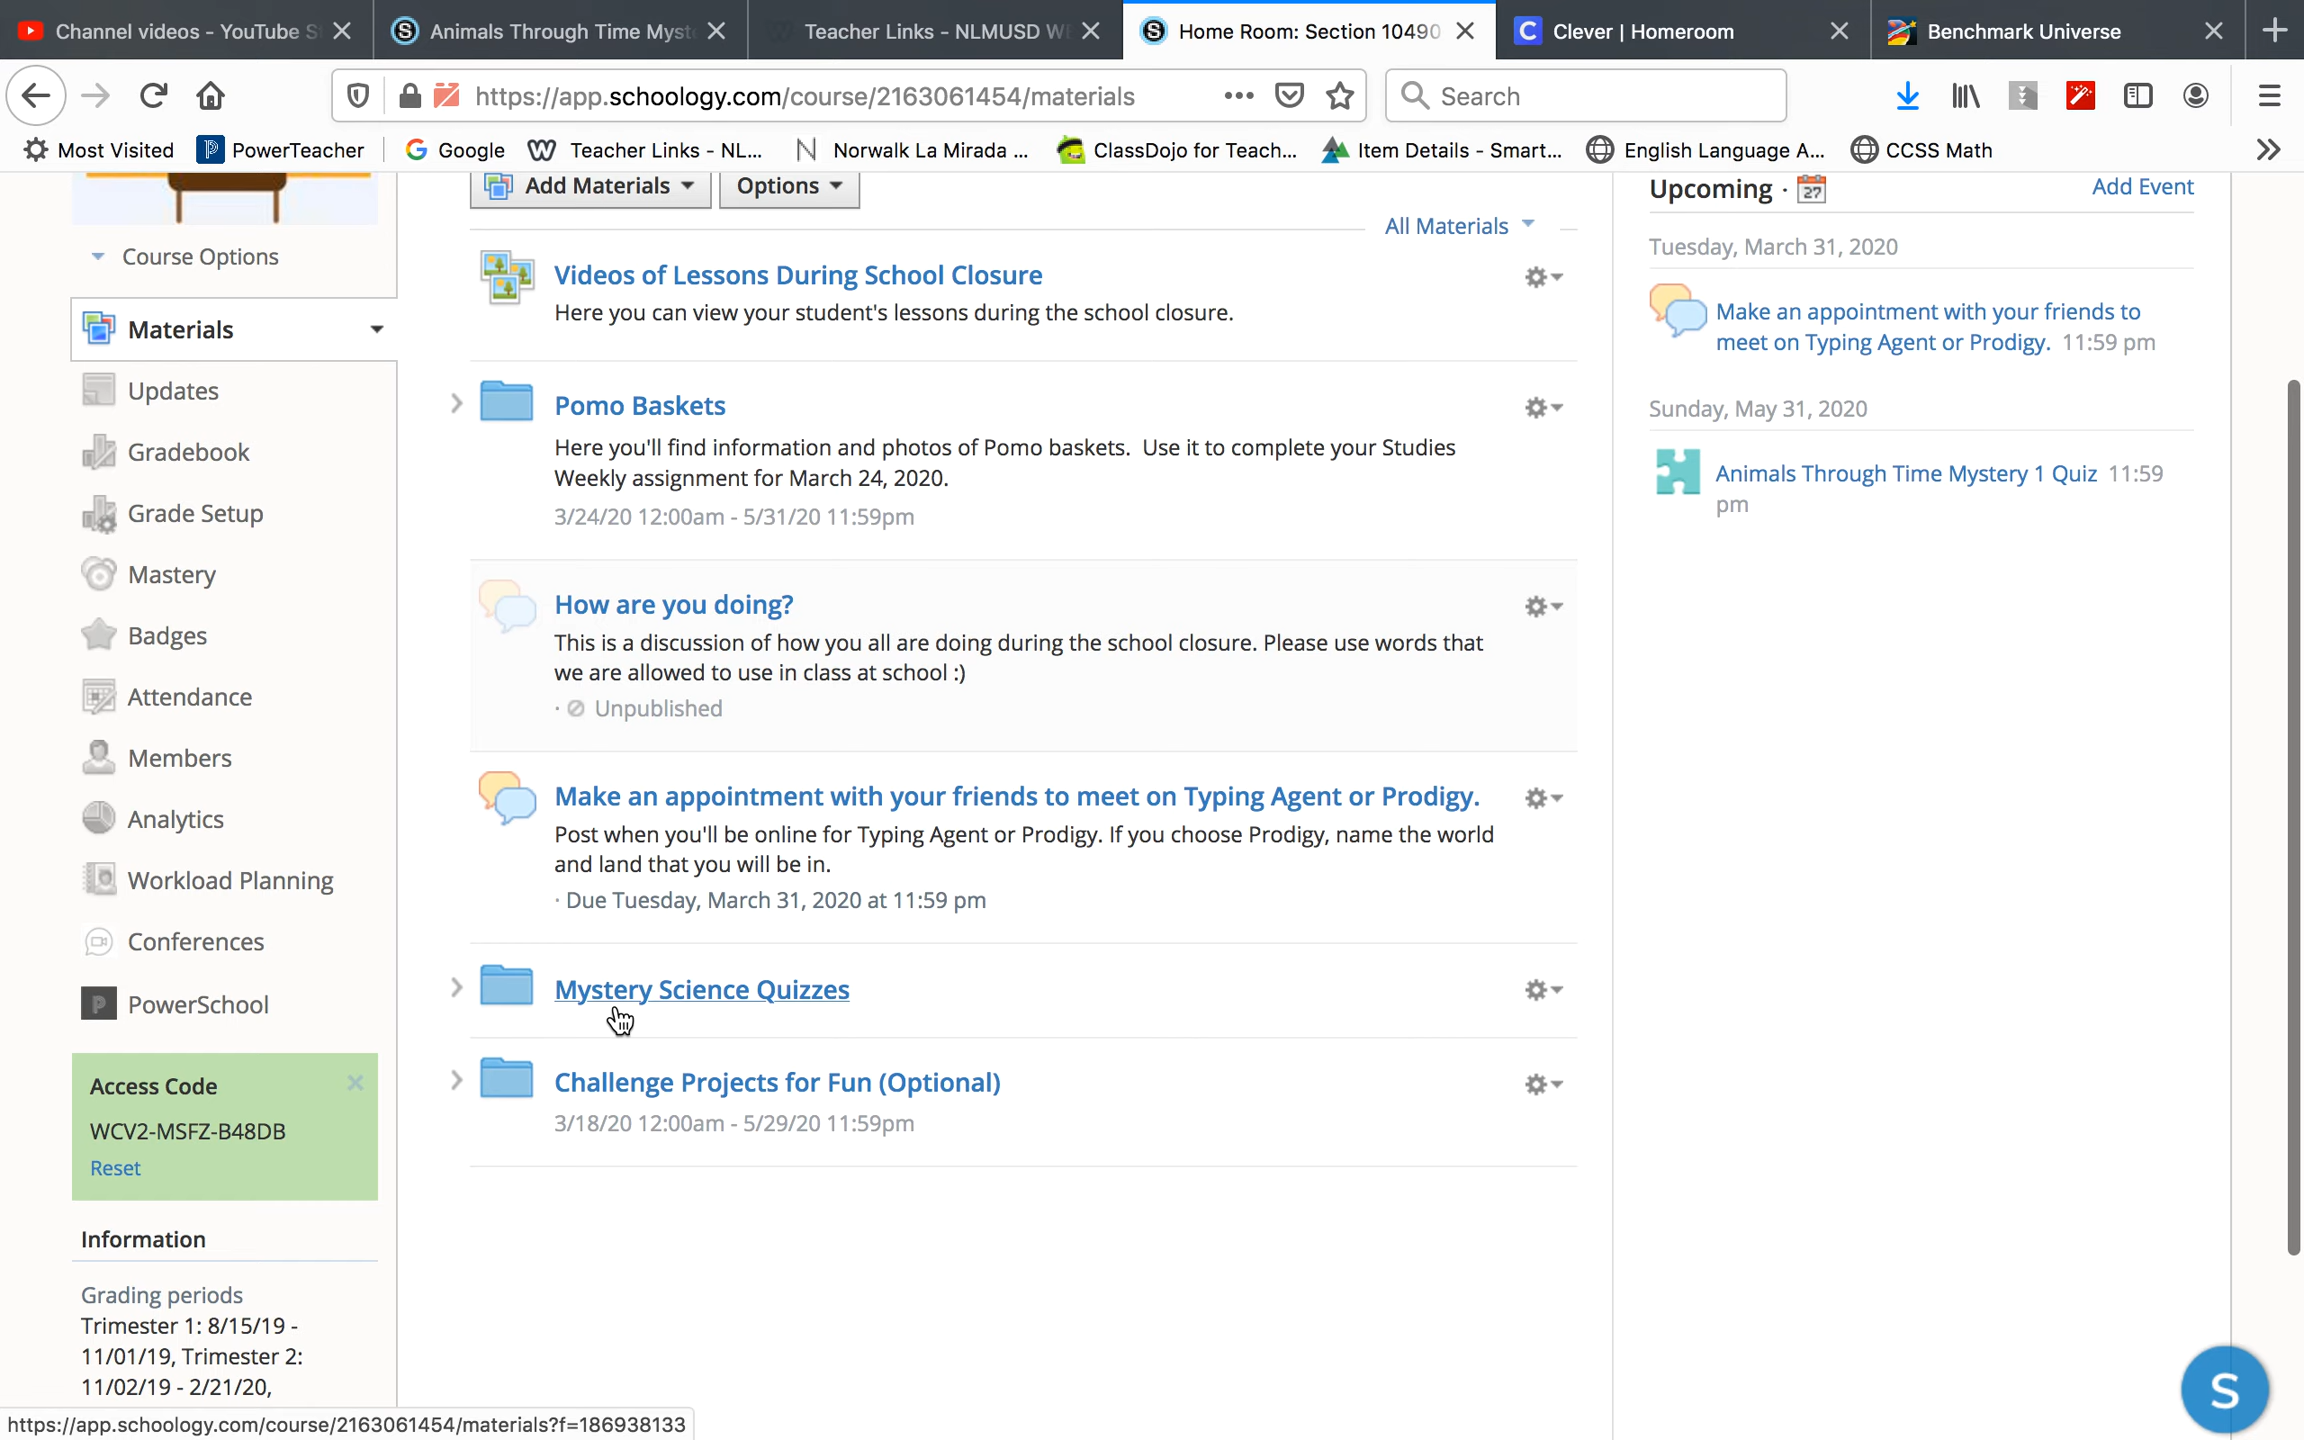 Channel videos - YouTube S
Animals Through Time Myst
Teacher Links - NLMUSD WE
Home Room: Section 10490
Clever | Homeroom
Benchmark Universe
https://app.schoology.com/course/2163061454/materials
Search
Most Visited
PowerTeacher
Google
Teacher Links - NL...
Norwalk La Mirada ...
ClassDojo for Teach...
Item Details - Smart...
English Language A...
CCSS Math
Course Options
Materials
Updates
Gradebook
Grade Setup
Mastery
Badges
Attendance
Members
Analytics
Workload Planning
Conferences
PowerSchool
Access Code
WCV2-MSFZ-B48DB
Reset
Information
Grading periods
Trimester 1: 8/15/19 -
11/01/19, Trimester 2:
11/02/19 - 2/21/20,
Add Materials
Options
All Materials
Videos of Lessons During School Closure
Here you can view your student's lessons during the school closure.
Pomo Baskets
Here you'll find information and photos of Pomo baskets.  Use it to complete your Studies
Weekly assignment for March 24, 2020.
3/24/20 12:00am - 5/31/20 11:59pm
How are you doing?
This is a discussion of how you all are doing during the school closure. Please use words that
we are allowed to use in class at school :)
· Unpublished
Make an appointment with your friends to meet on Typing Agent or Prodigy.
Post when you'll be online for Typing Agent or Prodigy. If you choose Prodigy, name the world
and land that you will be in.
· Due Tuesday, March 31, 2020 at 11:59 pm
Mystery Science Quizzes
Challenge Projects for Fun (Optional)
3/18/20 12:00am - 5/29/20 11:59pm
Upcoming · 27
Add Event
Tuesday, March 31, 2020
Make an appointment with your friends to
meet on Typing Agent or Prodigy. 11:59 pm
Sunday, May 31, 2020
Animals Through Time Mystery 1 Quiz 11:59
pm
S
https://app.schoology.com/course/2163061454/materials?f=186938133